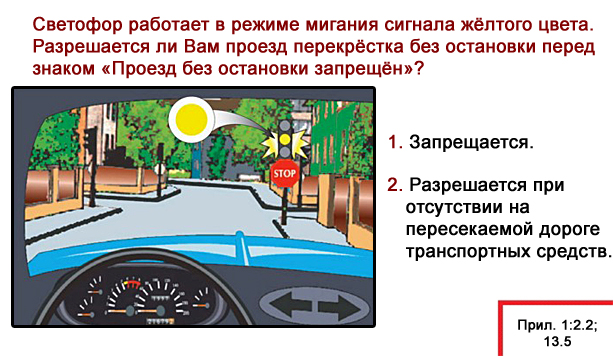 Светофор работает в режиме мигания сигнала жёлтого цвета.
Разрешается ли Вам проезд перекрёстка без остановки перед
знаком «Проезд без остановки запрещён»?
STOP
1. Запрещается.
2. Разрешается при
отсутствии на
пересекаемой дороге
транспортных средств.
Прил. 1:2.2;
13.5